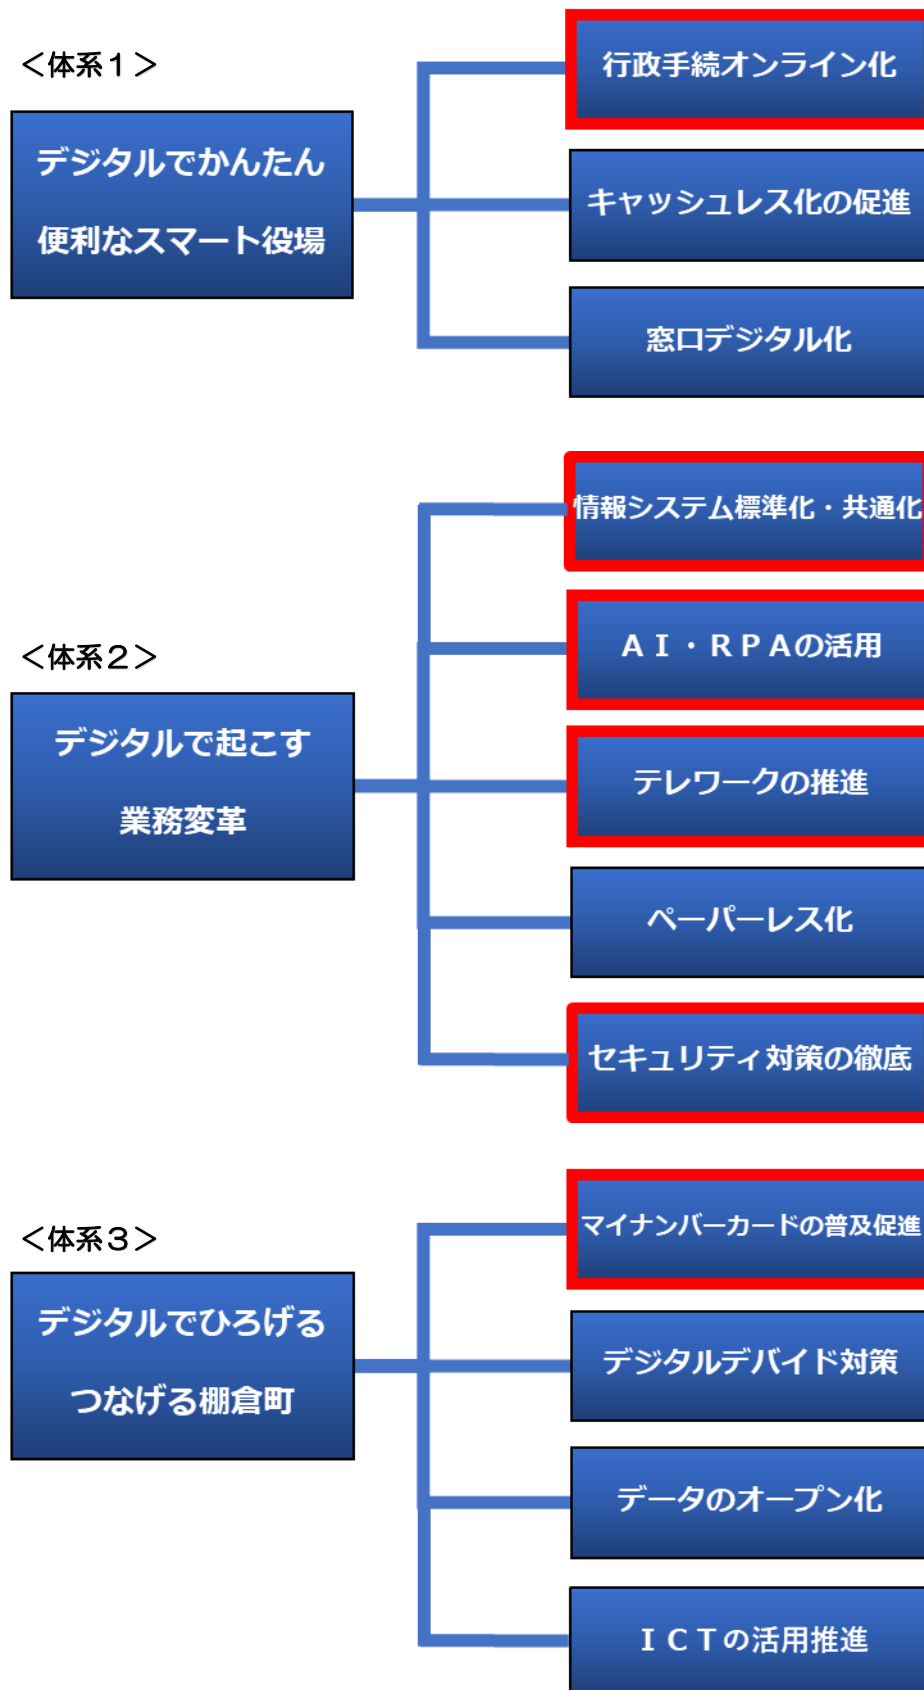 ＜体系１＞
デジタルでかんたん
便利なスマート役場
行政手続オンライン化
キャッシュレス化の促進
窓口デジタル化
＜体系２＞
デジタルで起こす
業務変革
情報システム標準化・共通化
ＡＩ・ＲＰＡの活用
テレワークの推進
ペーパーレス化
セキュリティ対策の徹底
＜体系３＞
デジタルでひろげる
つなげる棚倉町
マイナンバーカードの普及促進
デジタルデバイド対策
データのオープン化
ＩＣＴの活用推進